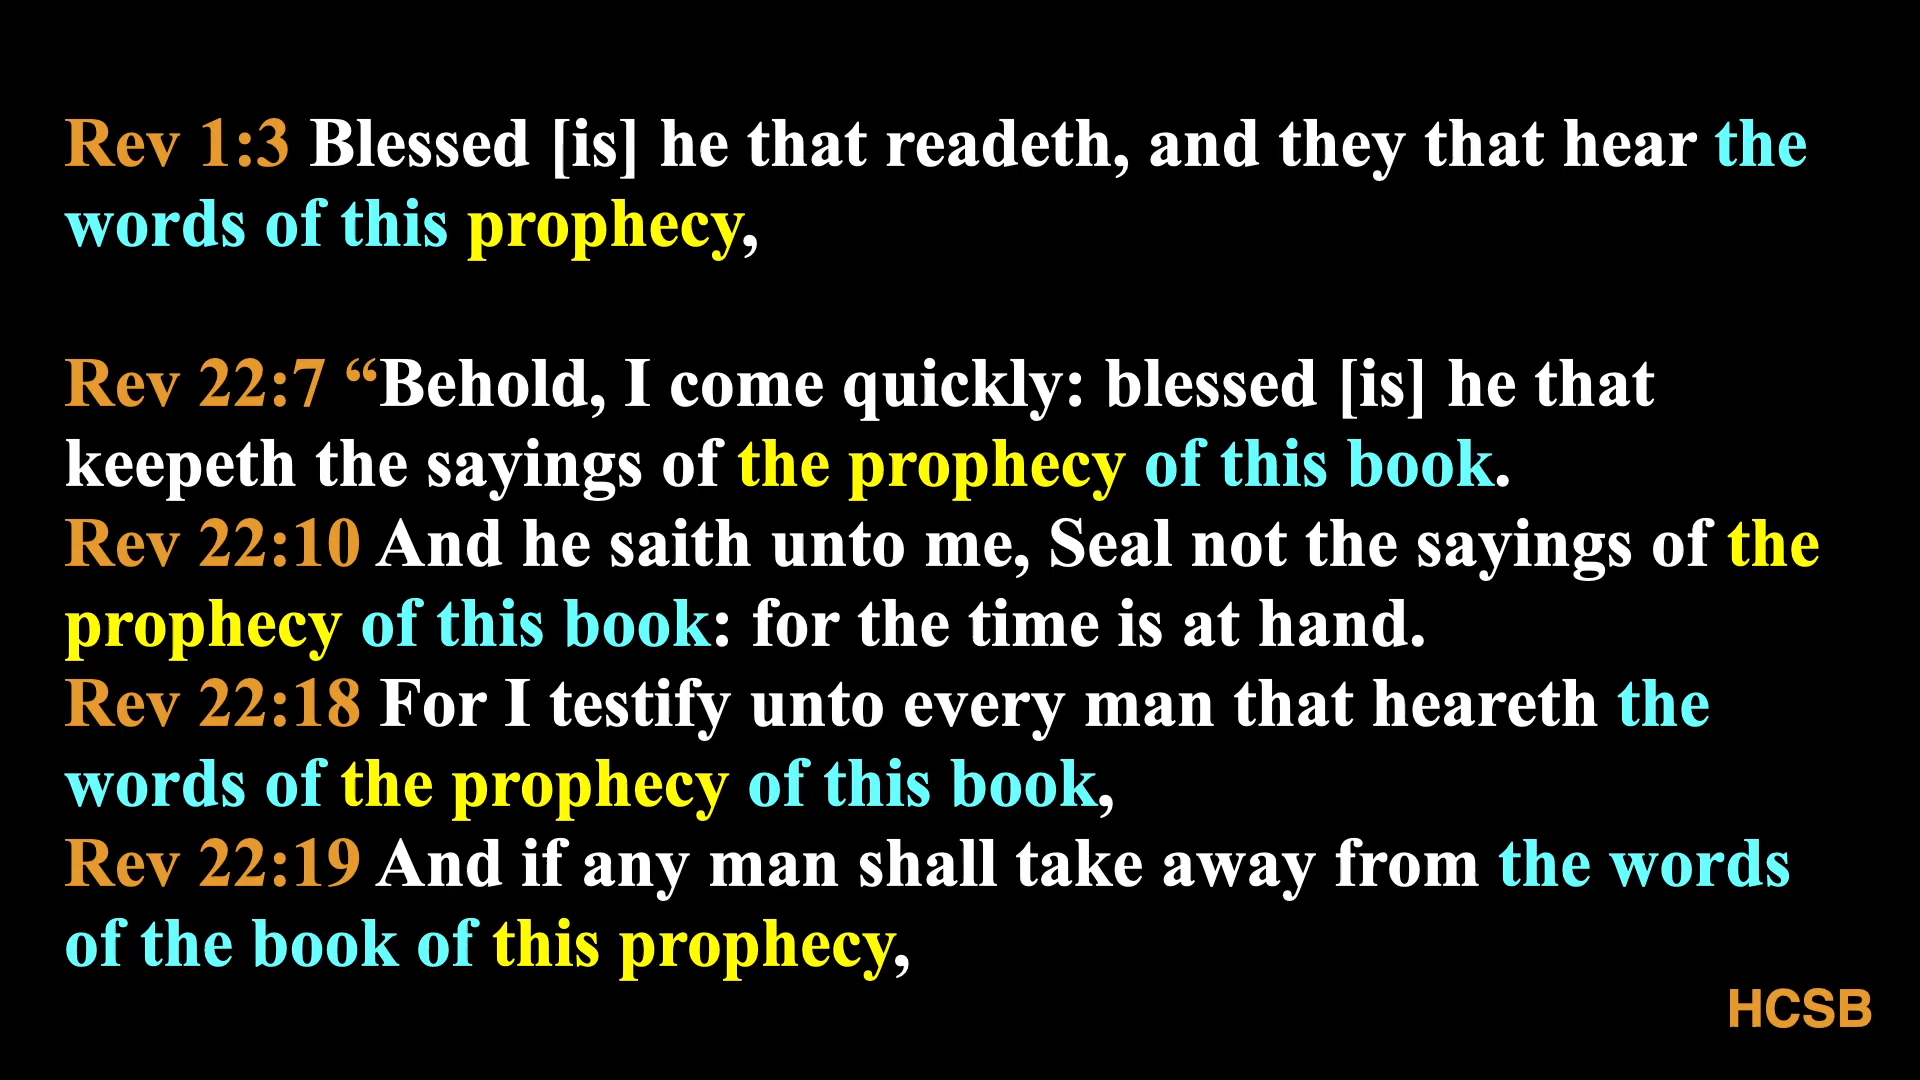 Rev 1:3 Blessed [is] he that readeth, and they that hear the
words of this prophecy,
Rev 22:7 “Behold, I come quickly: blessed [is] he that
keepeth the sayings of the prophecy of this book.
Rev 22:10 And he saith unto me, Seal not the sayings of the
prophecy of this book: for the time is at hand.
Rev 22:18 For I testify unto every man that heareth the
words of the prophecy of this book,
Rev 22:19 And if any man shall take away from the words
of the book of this prophecy,
HCSB